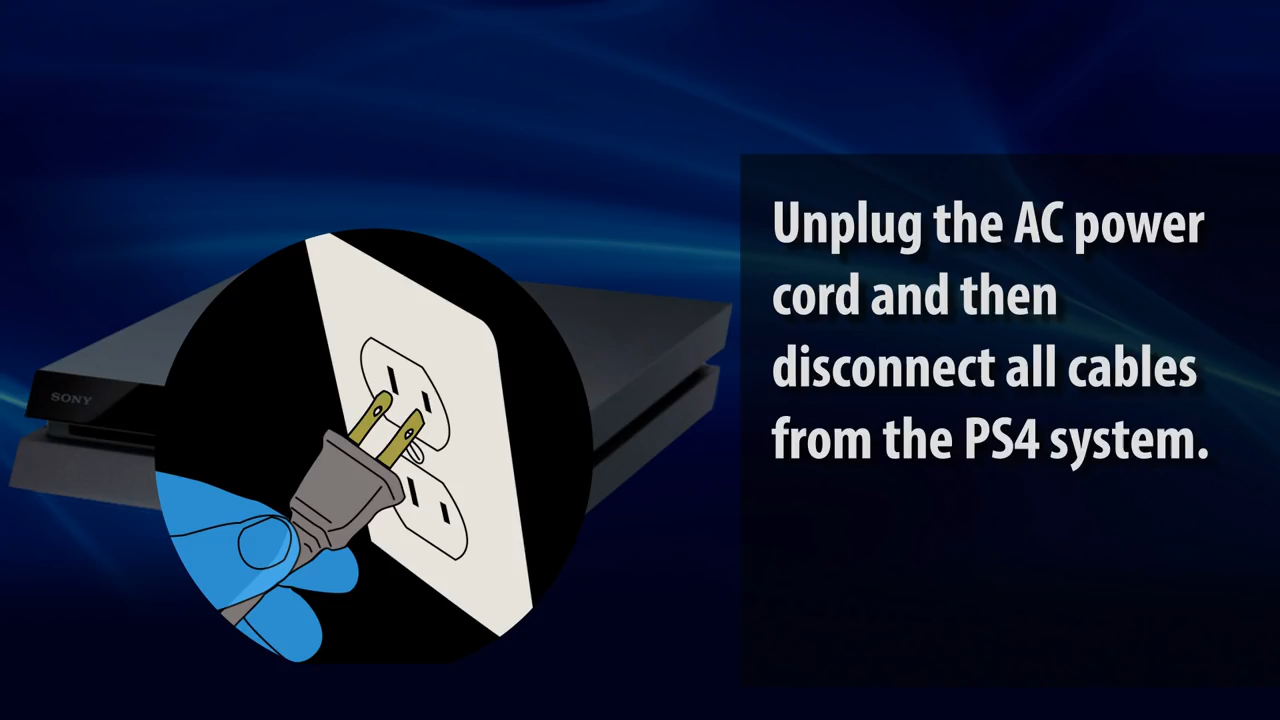 SONY
Unplug the AC power
cord and then
disconnect all cables
from the PS4 system.